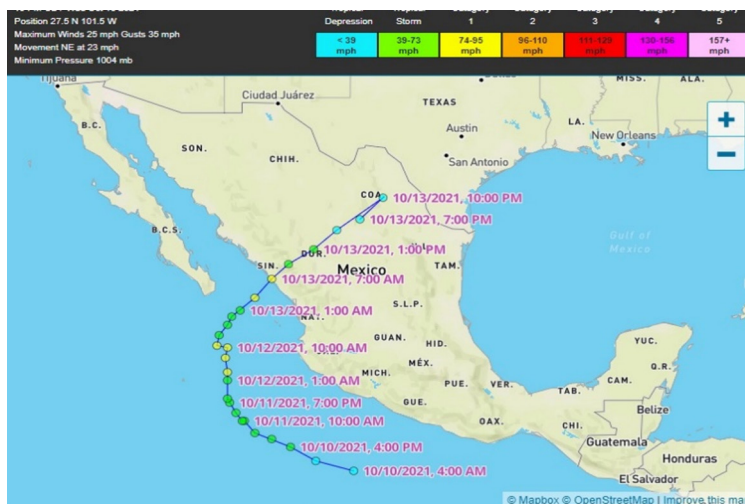 Position 27.5 N 101.5 W
Maximum Winds 25 mph Gusts 35 mph
Movement NE at 23 mph
Minimum Pressure 1004 mb
Depression
Storm
1
2
3
4
5
< 39 mph
39-73 mph
74-95 mph
96-110 mph
111-129 mph
130-156 mph
157+ mph
Tijuana
Ciudad Juárez
B.C.
SON.
CHIH.
TEXAS
Austin
San Antonio
LA.
MISS.
ALA.
New Orleans
+
−
COA.
10/13/2021, 10:00 PM
10/13/2021, 7:00 PM
B.C.S.
DUR.
10/13/2021, 1:00 PM
Gulf of
Mexico
SIN.
Mexico
TAM.
10/13/2021, 7:00 AM
S.L.P.
10/13/2021, 1:00 AM
NAY.
GUAN.
HID.
YUC.
10/12/2021, 10:00 AM
Q.R.
MÉX.
MICH.
CAM.
10/12/2021, 1:00 AM
PUE.
VER.
TAB.
10/11/2021, 7:00 PM
GUE.
Belize
10/11/2021, 10:00 AM
OAX.
CHI.
10/10/2021, 4:00 PM
Guatemala
Honduras
10/10/2021, 4:00 AM
El Salvador
© Mapbox © OpenStreetMap | Improve this map